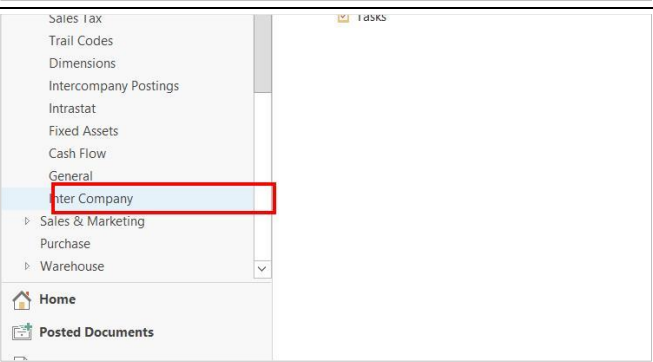 Sales Tax
Tasks
Trail Codes
Dimensions
Intercompany Postings
Intrastat
Fixed Assets
Cash Flow
General
Inter Company
Sales & Marketing
Purchase
Warehouse
Home
Posted Documents